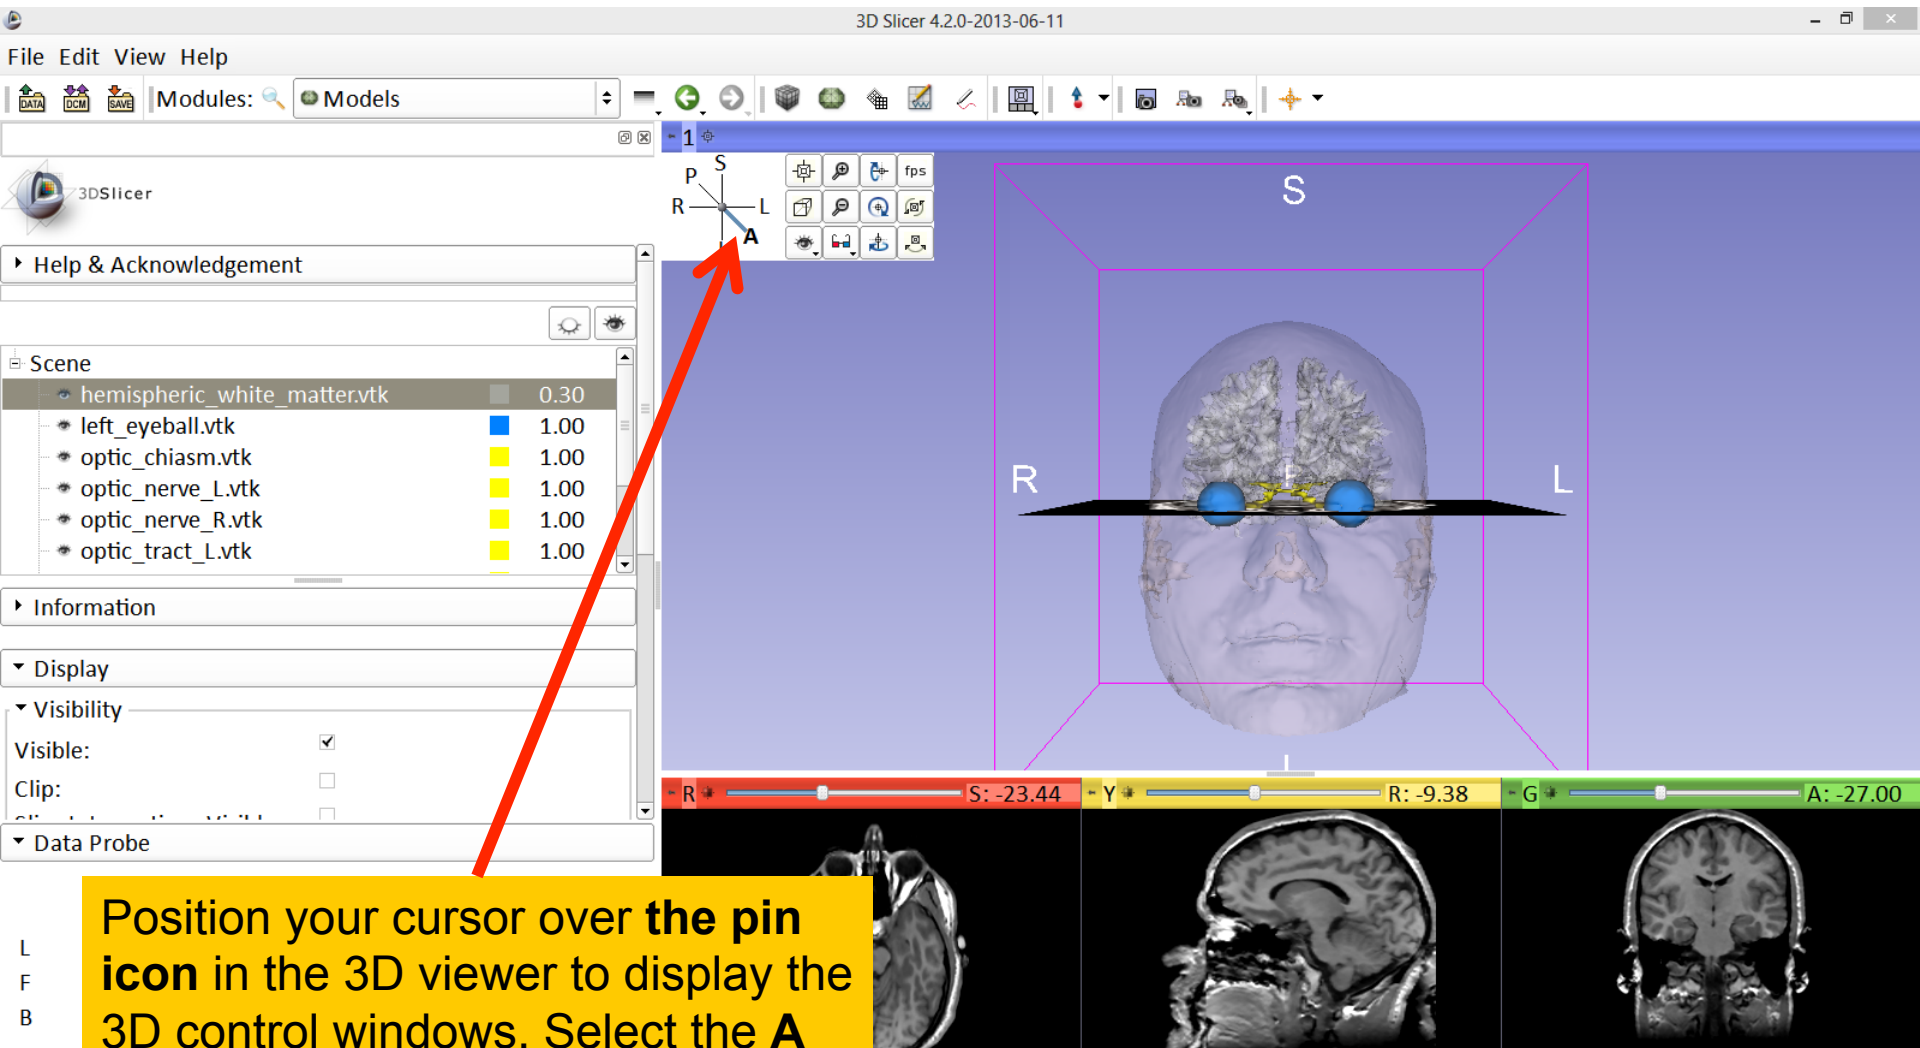 3D Slicer 4.2.0-2013-06-11
File Edit View Help
DATA DCM SAVE Modules: Models
1
3DSlicer
S
P
R L
A
fps
S
R L
Help & Acknowledgement
Scene
hemispheric_white_matter.vtk 0.30
left_eyeball.vtk 1.00
optic_chiasm.vtk 1.00
optic_nerve_L.vtk 1.00
optic_nerve_R.vtk 1.00
optic_tract_L.vtk 1.00
Information
Display
Visibility
Visible:
Clip:
Data Probe
R S: -23.44
Y R: -9.38
G A: -27.00
L
F
B
Position your cursor over the pin
icon in the 3D viewer to display the
3D control windows. Select the A